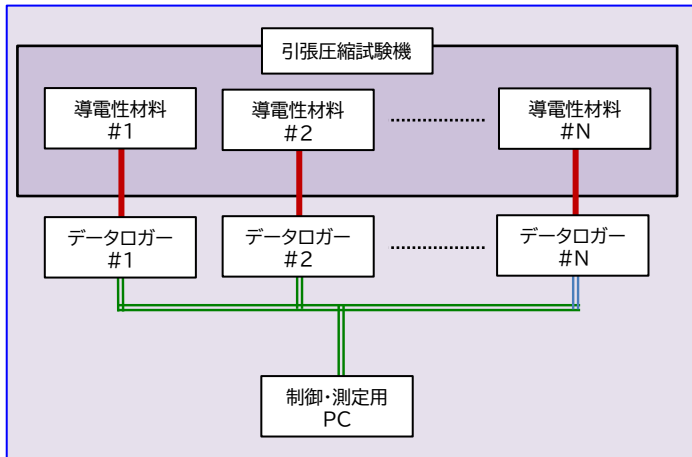 引張圧縮試験機
導電性材料
#1
導電性材料
#2
導電性材料
#N
データロガー
#1
データロガー
#2
データロガー
#N
制御・測定用
PC